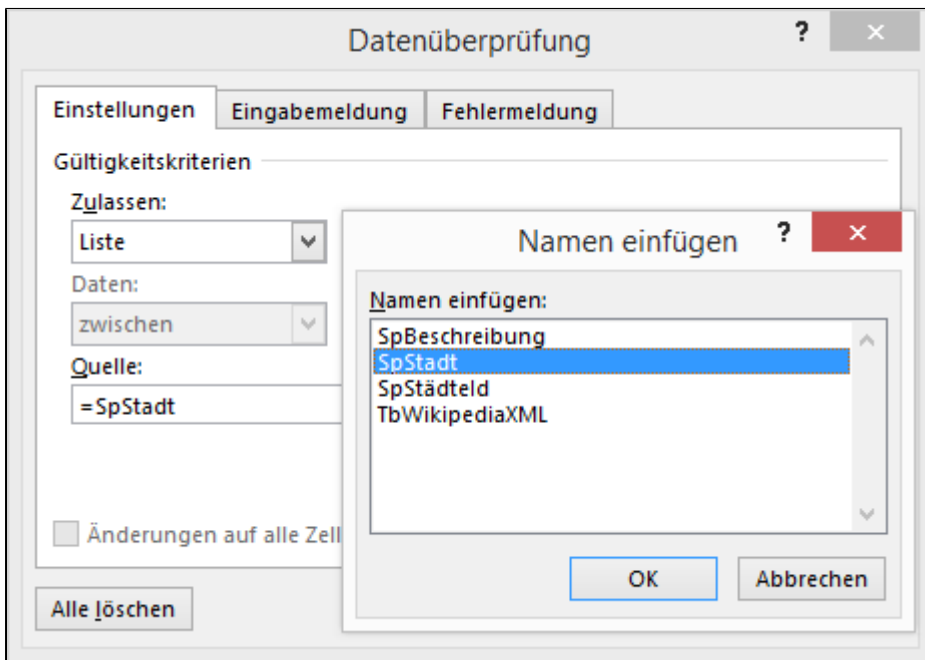 Datenüberprüfung
?
Einstellungen
Eingabemeldung
Fehlermeldung
Gültigkeitskriterien
Zulassen:
Liste
Daten:
zwischen
Quelle:
=SpStadt
Änderungen auf alle Zell
Alle löschen
Namen einfügen
?
Namen einfügen:
SpBeschreibung
SpStadt
SpStädteId
TbWikipediaXML
OK
Abbrechen